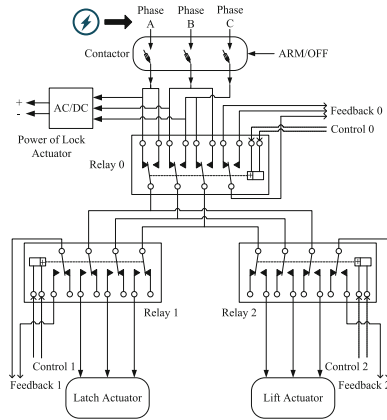 Phase Phase Phase
A B C
Contactor
ARM/OFF
+
-
AC/DC
Power of Lock
Actuator
Feedback 0
Control 0
Relay 0
Relay 1
Relay 2
Control 1
Feedback 1
Control 2
Feedback 2
Latch Actuator
Lift Actuator